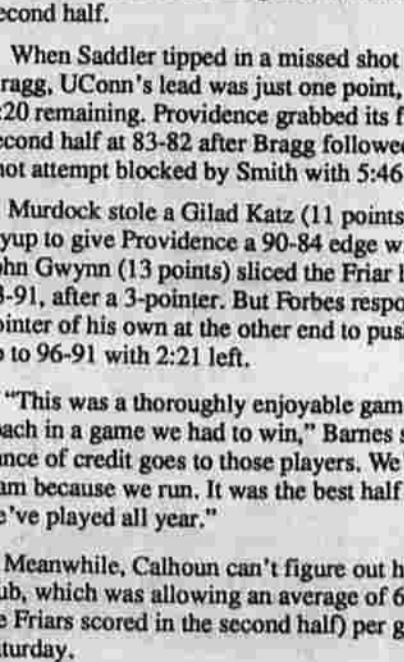 econd half.
When Saddler tipped in a missed shot
ragg, UConn's lead was just one point,
:20 remaining. Providence grabbed its f
econd half at 83-82 after Bragg followe
ot attempt blocked by Smith with 5:46
Murdock stole a Gilad Katz (11 points
yup to give Providence a 90-84 edge w
hn Gwynn (13 points) sliced the Friar l
-91, after a 3-pointer. But Forbes respo
ointer of his own at the other end to pus
to 96-91 with 2:21 left.
"This was a thoroughly enjoyable gam
oach in a game we had to win," Barnes s
nce of credit goes to those players. We'
am because we run. It was the best half
e've played all year."
Meanwhile, Calhoun can't figure out h
ub, which was allowing an average of 6
e Friars scored in the second half) per g
turday.